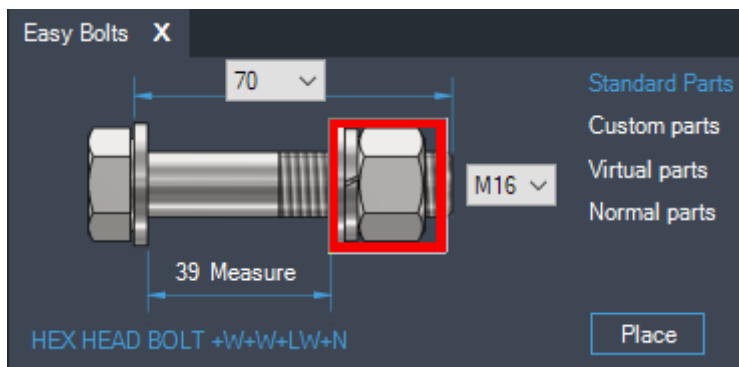 Easy Bolts X
70
Standard Parts
Custom parts
M16
Virtual parts
Normal parts
39 Measure
HEX HEAD BOLT +W+W+LW+N
Place